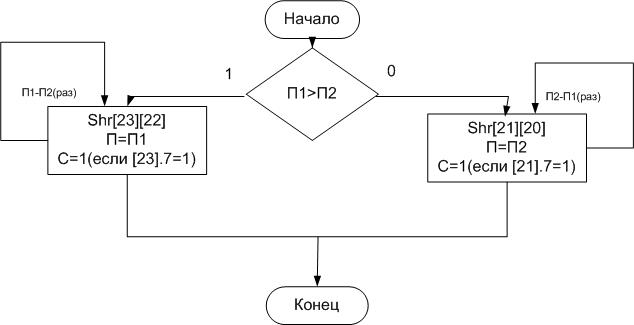 Начало
П1>П2
1
0
П1-П2(раз)
Shr[23][22]
П=П1
С=1(если [23].7=1)
П2-П1(раз)
Shr[21][20]
П=П2
С=1(если [21].7=1)
Конец